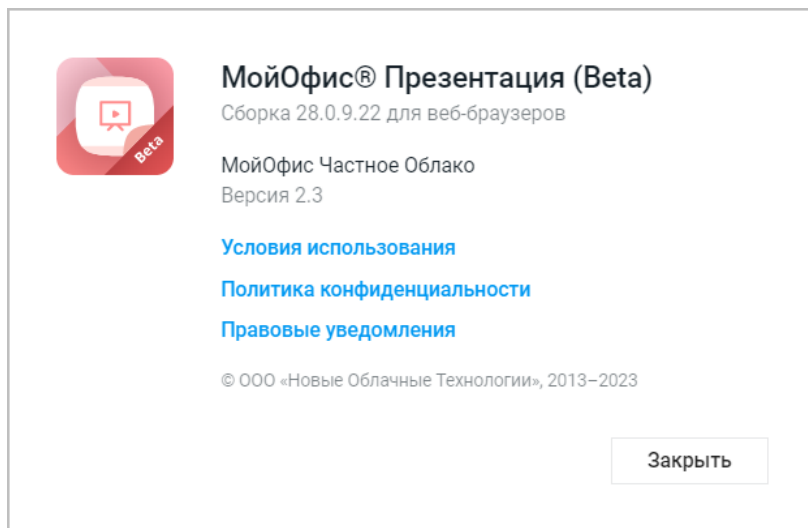 МойОфис® Презентация (Beta)
Сборка 28.0.9.22 для веб-браузеров
Beta
МойОфис Частное Облако
Версия 2.3
Условия использования
Политика конфиденциальности
Правовые уведомления
© ООО «Новые Облачные Технологии», 2013–2023
Закрыть